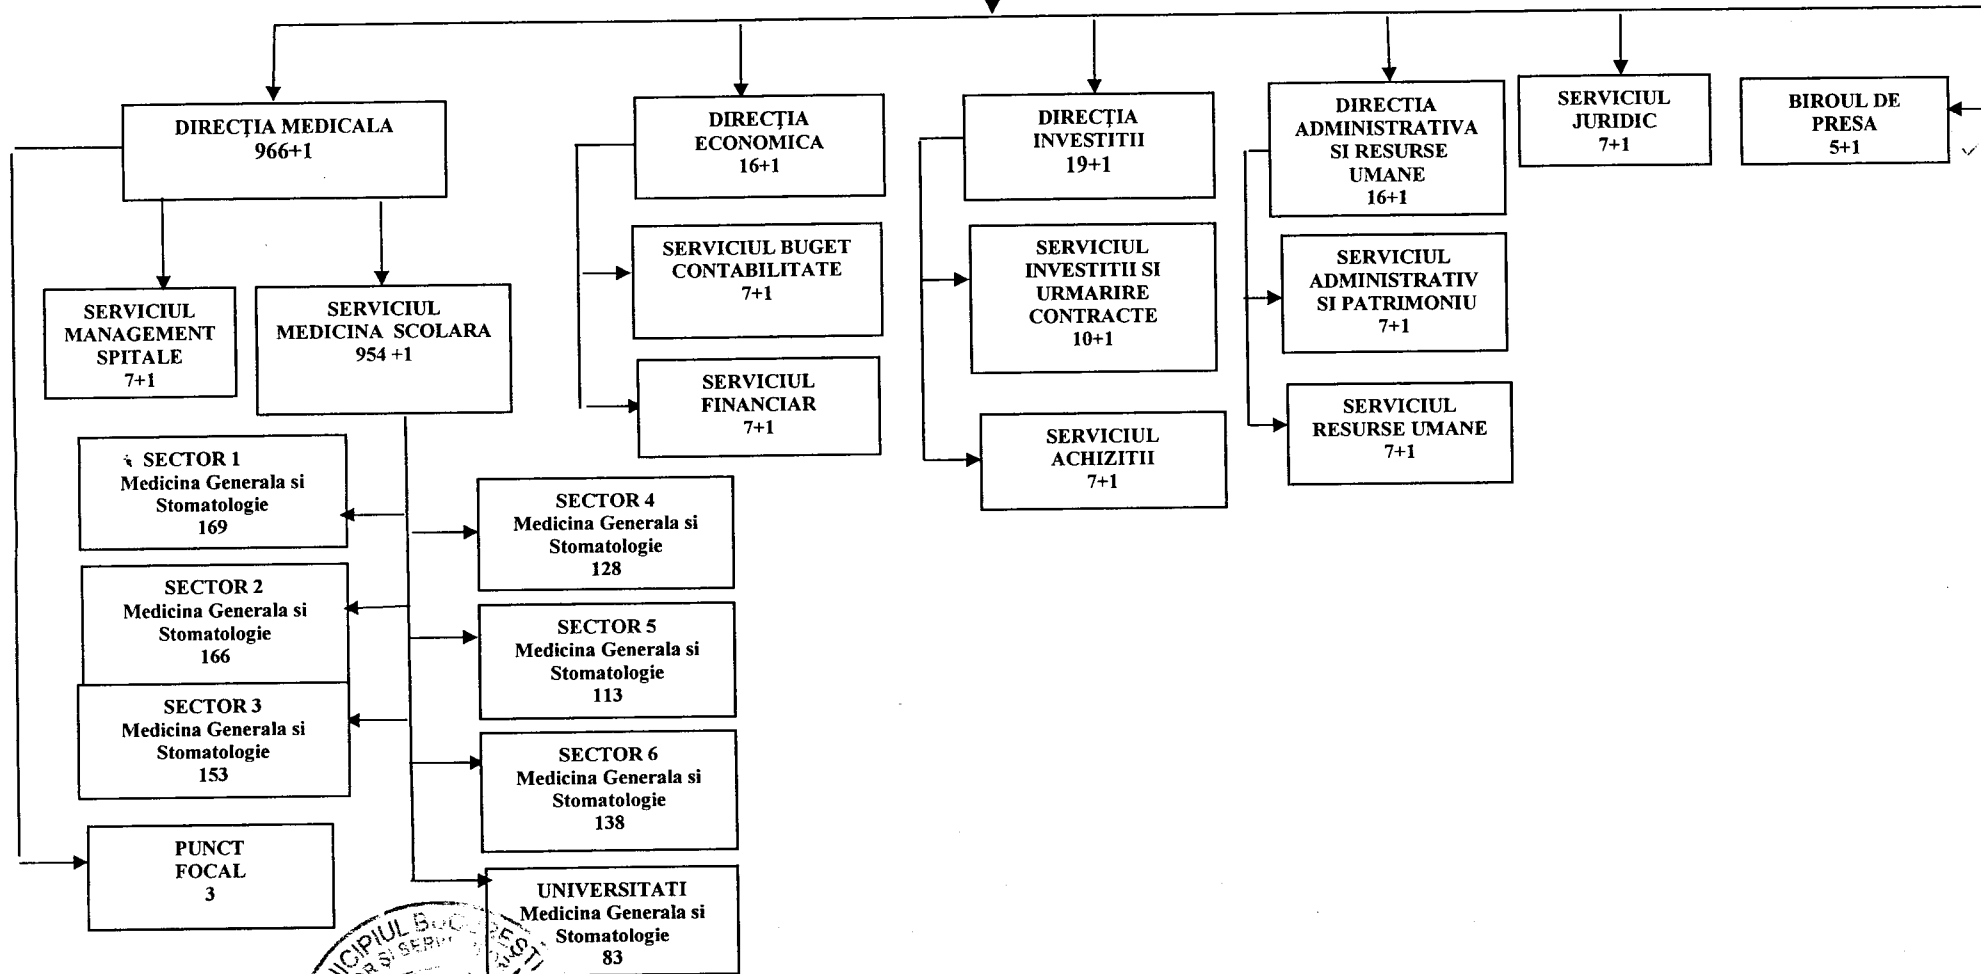 DIRECŢIA MEDICALA
966+1
DIRECŢIA
ECONOMICA
16+1
DIRECŢIA
INVESTITII
19+1
DIRECTIA
ADMINISTRATIVA
SI RESURSE
UMANE
16+1
SERVICIUL
JURIDIC
7+1
BIROUL DE
PRESA
5+1
SERVICIUL
MANAGEMENT
SPITALE
7+1
SERVICIUL
MEDICINA SCOLARA
954 +1
SERVICIUL BUGET
CONTABILITATE
7+1
SERVICIUL
FINANCIAR
7+1
SERVICIUL
INVESTITII SI
URMARIRE
CONTRACTE
10+1
SERVICIUL
ACHIZITII
7+1
SERVICIUL
ADMINISTRATIV
SI PATRIMONIU
7+1
SERVICIUL
RESURSE UMANE
7+1
SECTOR 1
Medicina Generala si
Stomatologie
169
SECTOR 2
Medicina Generala si
Stomatologie
166
SECTOR 3
Medicina Generala si
Stomatologie
153
PUNCT
FOCAL
3
SECTOR 4
Medicina Generala si
Stomatologie
128
SECTOR 5
Medicina Generala si
Stomatologie
113
SECTOR 6
Medicina Generala si
Stomatologie
138
UNIVERSITATI
Medicina Generala si
Stomatologie
83